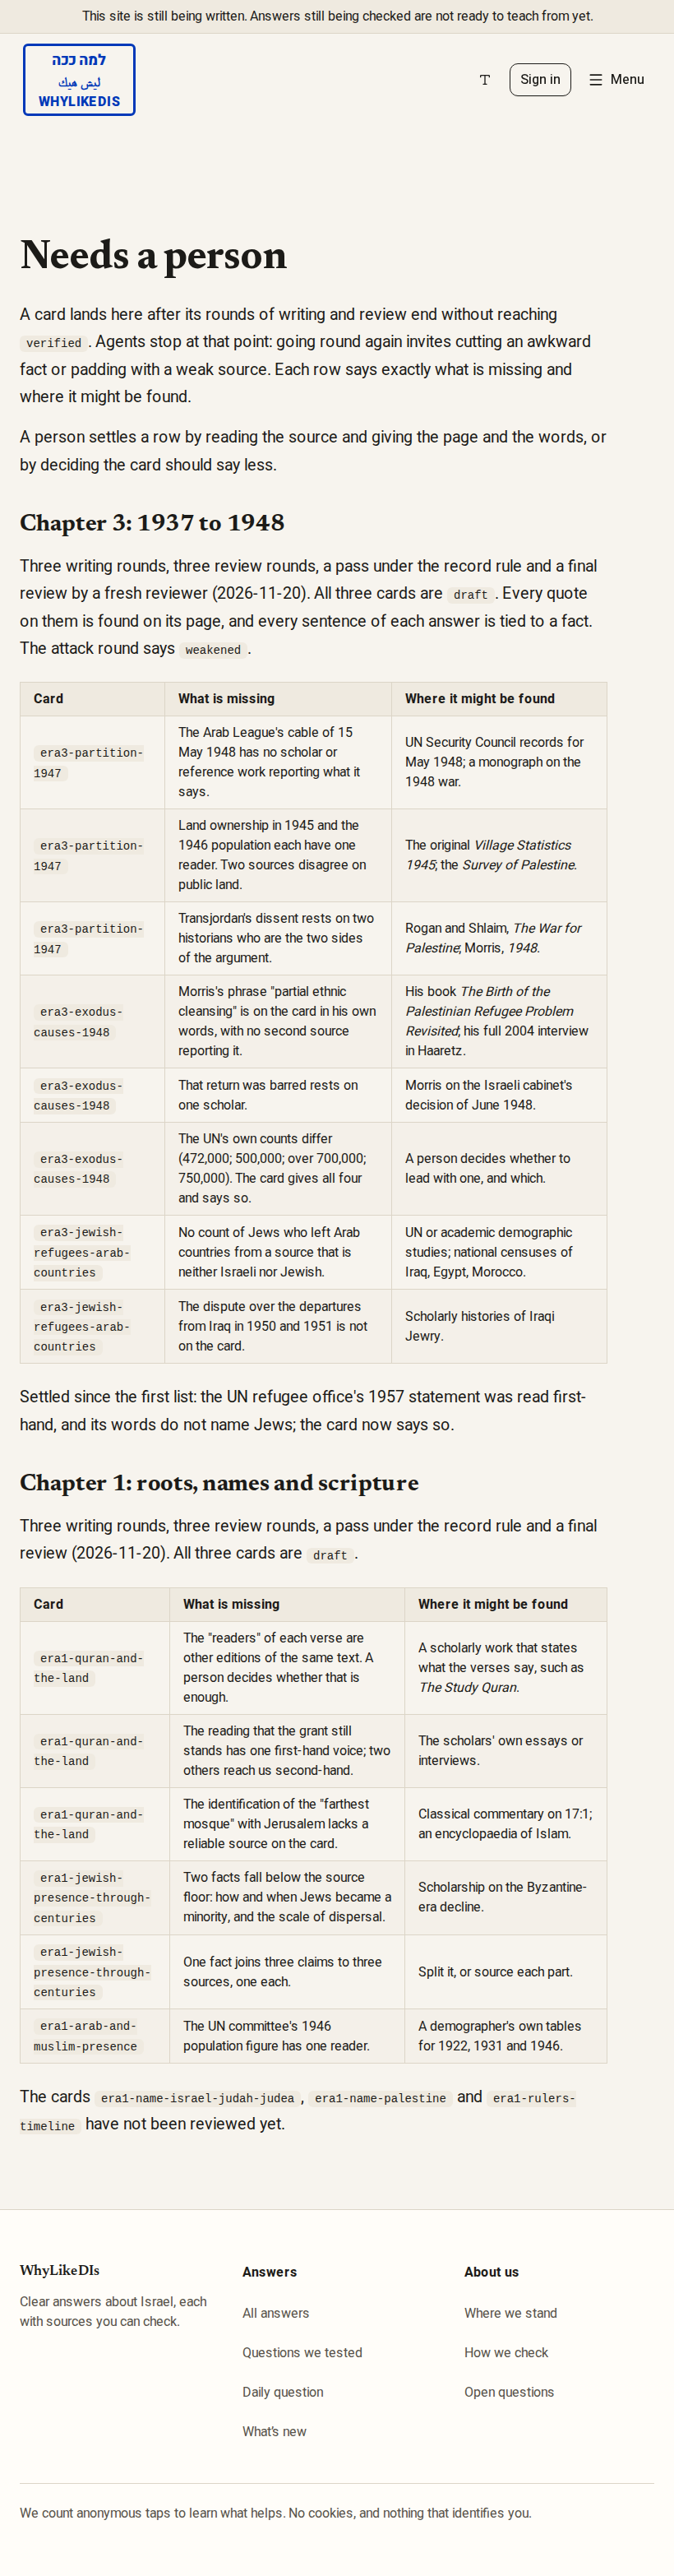 This site is still being written. Answers still being checked are not ready to teach from yet.
למה ככה
ليش هيك
WHYLIKEDIS
T
Sign in
Menu
Needs a person
A card lands here after its rounds of writing and review end without reaching
verified. Agents stop at that point: going round again invites cutting an awkward
fact or padding with a weak source. Each row says exactly what is missing and
where it might be found.
A person settles a row by reading the source and giving the page and the words, or
by deciding the card should say less.
Chapter 3: 1937 to 1948
Three writing rounds, three review rounds, a pass under the record rule and a final
review by a fresh reviewer (2026-11-20). All three cards are draft. Every quote
on them is found on its page, and every sentence of each answer is tied to a fact.
The attack round says weakened.
Card
What is missing
Where it might be found
era3-partition-
1947
The Arab League's cable of 15
May 1948 has no scholar or
reference work reporting what it
says.
UN Security Council records for
May 1948; a monograph on the
1948 war.
era3-partition-
1947
Land ownership in 1945 and the
1946 population each have one
reader. Two sources disagree on
public land.
The original Village Statistics
1945; the Survey of Palestine.
era3-partition-
1947
Transjordan's dissent rests on two
historians who are the two sides
of the argument.
Rogan and Shlaim, The War for
Palestine; Morris, 1948.
era3-exodus-
causes-1948
Morris's phrase "partial ethnic
cleansing" is on the card in his own
words, with no second source
reporting it.
His book The Birth of the
Palestinian Refugee Problem
Revisited; his full 2004 interview
in Haaretz.
era3-exodus-
causes-1948
That return was barred rests on
one scholar.
Morris on the Israeli cabinet's
decision of June 1948.
era3-exodus-
causes-1948
The UN's own counts differ
(472,000; 500,000; over 700,000;
750,000). The card gives all four
and says so.
A person decides whether to
lead with one, and which.
era3-jewish-
refugees-arab-
countries
No count of Jews who left Arab
countries from a source that is
neither Israeli nor Jewish.
UN or academic demographic
studies; national censuses of
Iraq, Egypt, Morocco.
era3-jewish-
refugees-arab-
countries
The dispute over the departures
from Iraq in 1950 and 1951 is not
on the card.
Scholarly histories of Iraqi
Jewry.
Settled since the first list: the UN refugee office's 1957 statement was read first-
hand, and its words do not name Jews; the card now says so.
Chapter 1: roots, names and scripture
Three writing rounds, three review rounds, a pass under the record rule and a final
review (2026-11-20). All three cards are draft.
Card
What is missing
Where it might be found
era1-quran-and-
the-land
The "readers" of each verse are
other editions of the same text. A
person decides whether that is
enough.
A scholarly work that states
what the verses say, such as
The Study Quran.
era1-quran-and-
the-land
The reading that the grant still
stands has one first-hand voice; two
others reach us second-hand.
The scholars' own essays or
interviews.
era1-quran-and-
the-land
The identification of the "farthest
mosque" with Jerusalem lacks a
reliable source on the card.
Classical commentary on 17:1;
an encyclopaedia of Islam.
era1-jewish-
presence-through-
centuries
Two facts fall below the source
floor: how and when Jews became a
minority, and the scale of dispersal.
Scholarship on the Byzantine-
era decline.
era1-jewish-
presence-through-
centuries
One fact joins three claims to three
sources, one each.
Split it, or source each part.
era1-arab-and-
muslim-presence
The UN committee's 1946
population figure has one reader.
A demographer's own tables
for 1922, 1931 and 1946.
The cards era1-name-israel-judah-judea, era1-name-palestine and era1-rulers-
timeline have not been reviewed yet.
WhyLikeDIs
Clear answers about Israel, each
with sources you can check.
Answers
All answers
Questions we tested
Daily question
What's new
About us
Where we stand
How we check
Open questions
We count anonymous taps to learn what helps. No cookies, and nothing that identifies you.